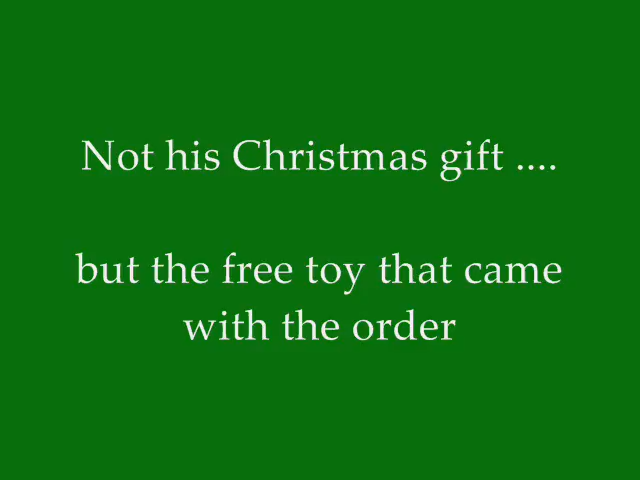 Not his Christmas gift ....
but the free toy that came
with the order